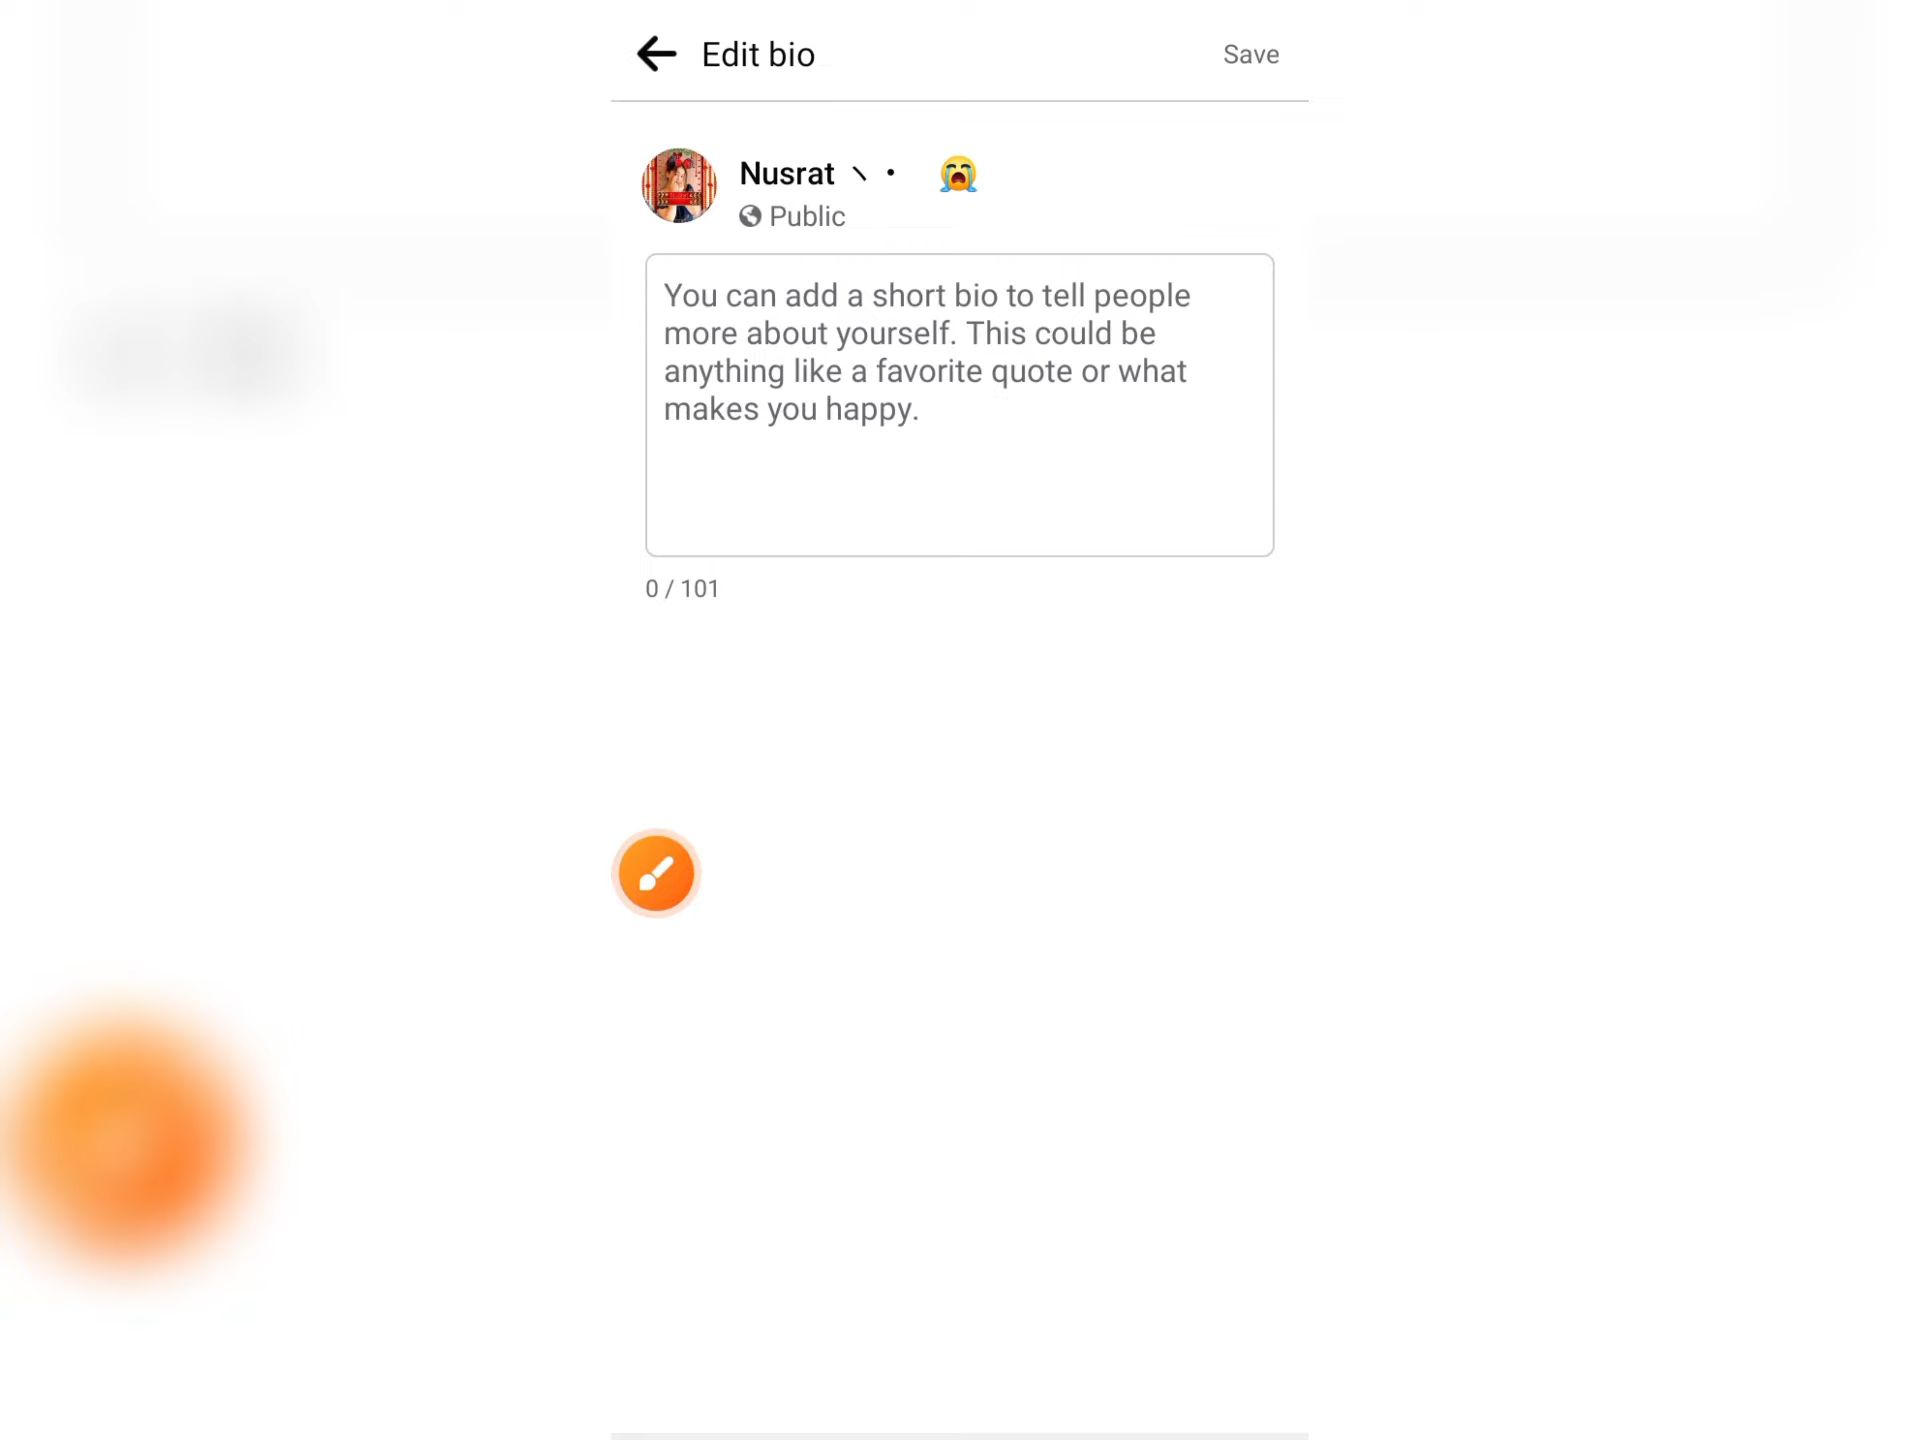 Edit bio
Save
Nusrat ヽ • 😭
Public
You can add a short bio to tell people
more about yourself. This could be
anything like a favorite quote or what
makes you happy.
0 / 101